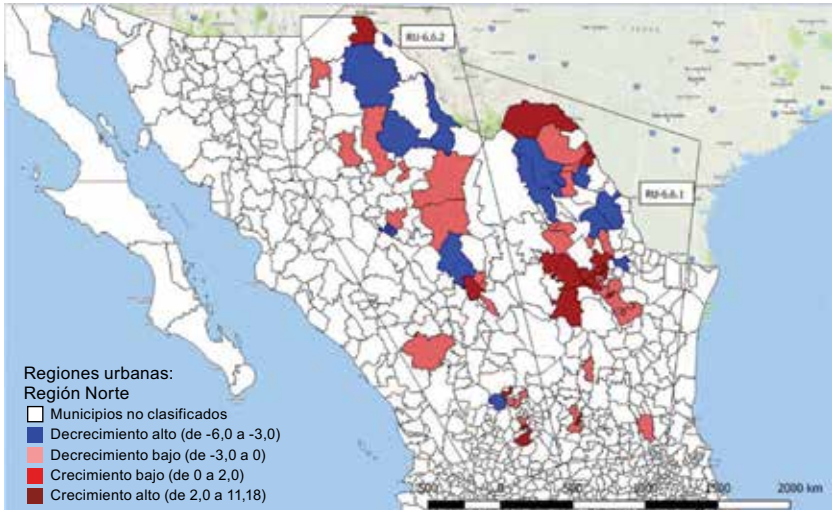 RU-6,6.2
RU-6,6.1
Regiones urbanas:
Región Norte
Municipios no clasificados
Decrecimiento alto (de -6,0 a -3,0)
Decrecimiento bajo (de -3,0 a 0)
Crecimiento bajo (de 0 a 2,0)
Crecimiento alto (de 2,0 a 11,18)
500 0 500 1000 1500 2000 km